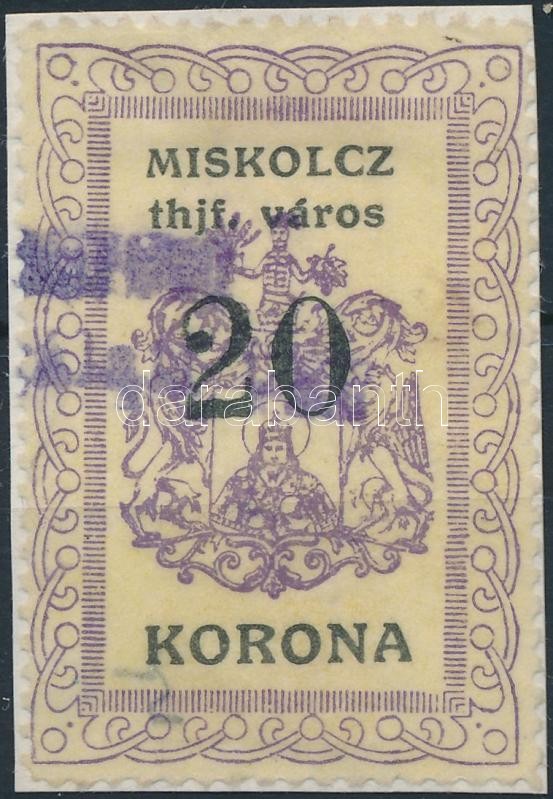 MISKOLCZ
thjf. város
20
darabanth
KORONA